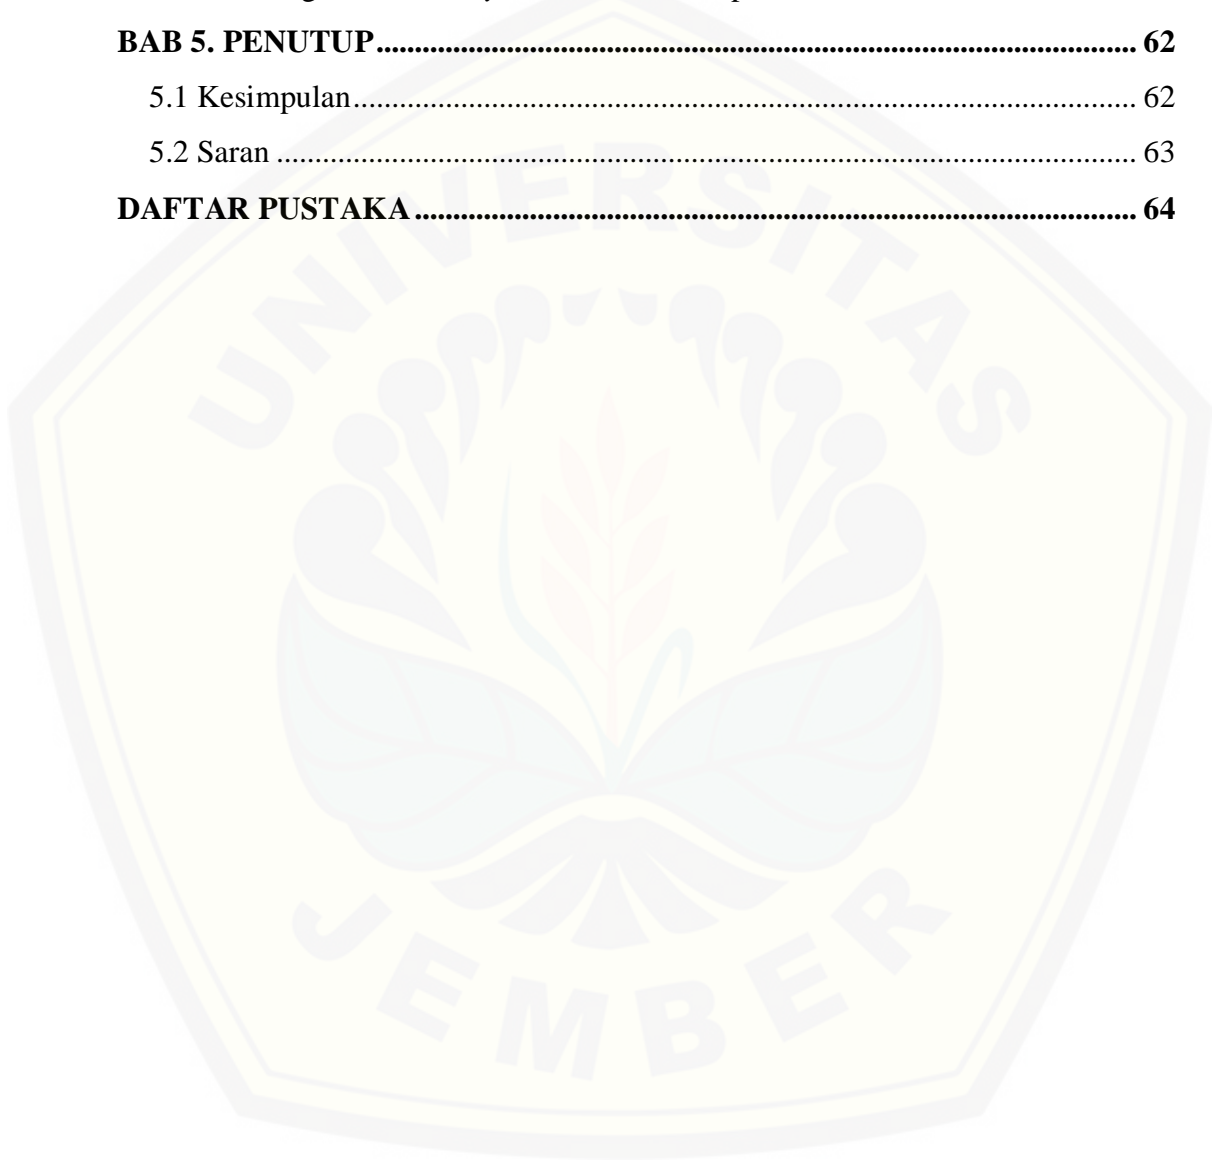 BAB 5. PENUTUP.................................................................................................. 62
5.1 Kesimpulan..................................................................................................... 62
5.2 Saran ............................................................................................................... 63
DAFTAR PUSTAKA............................................................................................. 64
UNIVERSITAS
JEMBER